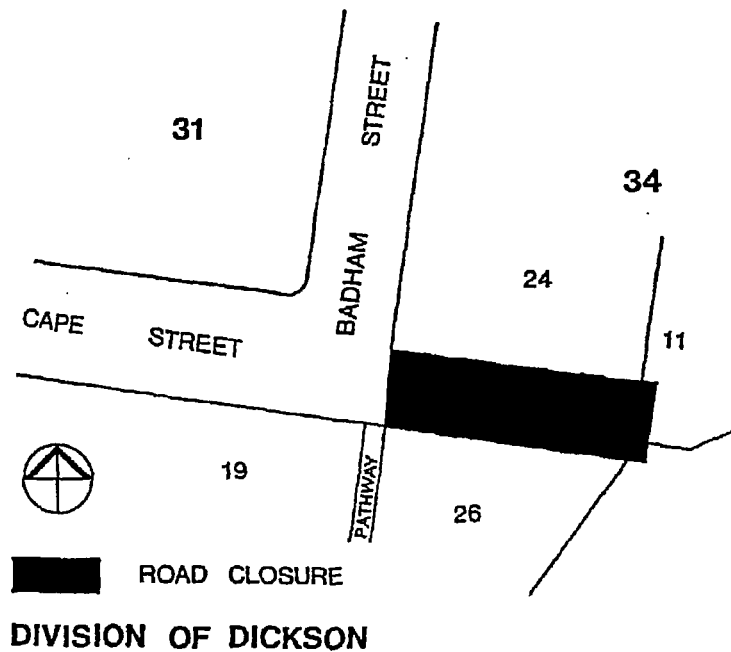 31
STREET
34
BADHAM
24
CAPE STREET
11
19
PATHWAY
26
ROAD CLOSURE
DIVISION OF DICKSON